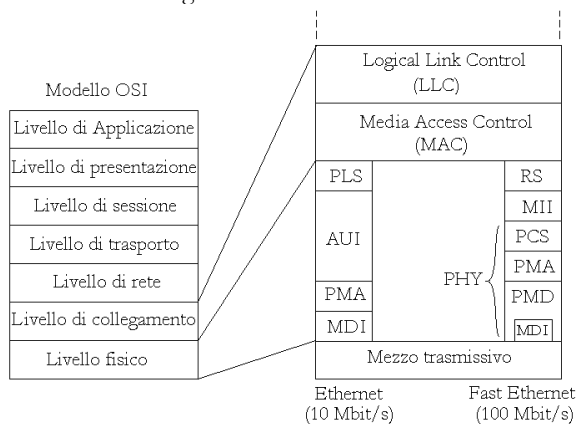 Logical Link Control
(LLC)
Modello OSI
Livello di Applicazione
Livello di presentazione
Livello di sessione
Livello di trasporto
Livello di rete
Livello di collegamento
Livello fisico
Media Access Control
(MAC)
PLS
AUI
PMA
MDI
RS
MII
PCS
PMA
PMD
MDI
PHY
Mezzo trasmissivo
Ethernet
(10 Mbit/s)
Fast Ethernet
(100 Mbit/s)